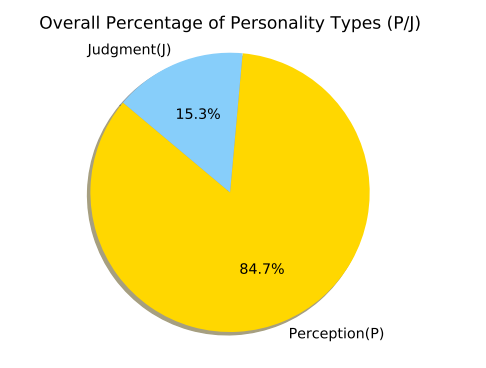 Overall Percentage of Personality Types (P/J)
Judgment(J)
15.3%
84.7%
Perception(P)